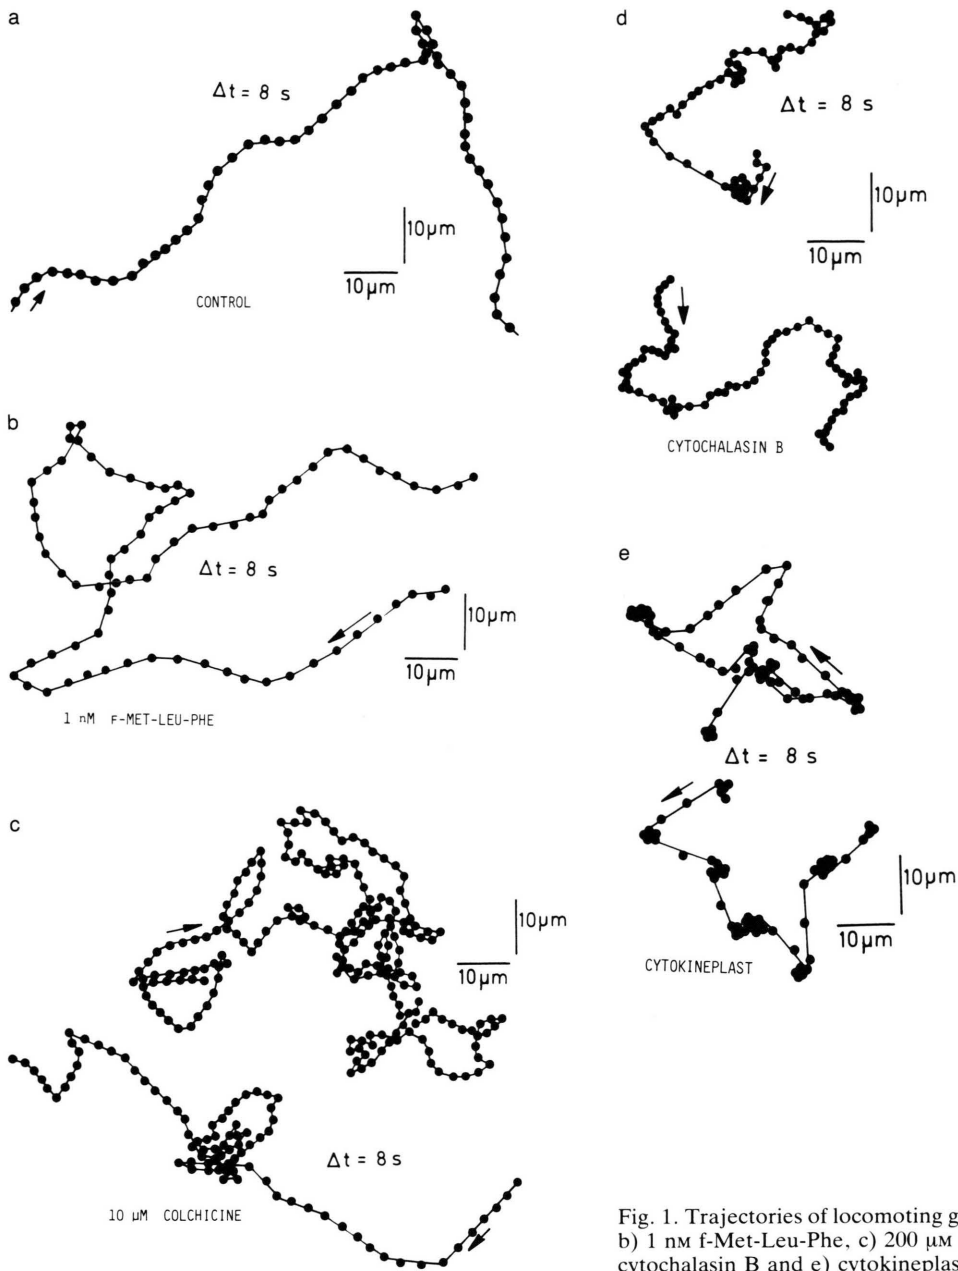 a
Δt = 8 s
10µm
10µm
CONTROL
b
Δt = 8 s
10µm
10µm
1 nM F-MET-LEU-PHE
c
10µm
10µm
Δt = 8s
10 µM COLCHICINE
d
Δt = 8 s
10µm
10µm
CYTOCHALASIN B
e
Δt = 8 s
10µm
10µm
CYTOKINEPLAST
Fig. 1. Trajectories of locomoting g
b) 1 nM f-Met-Leu-Phe, c) 200 µM
cytochalasin B and e) cytokineplas